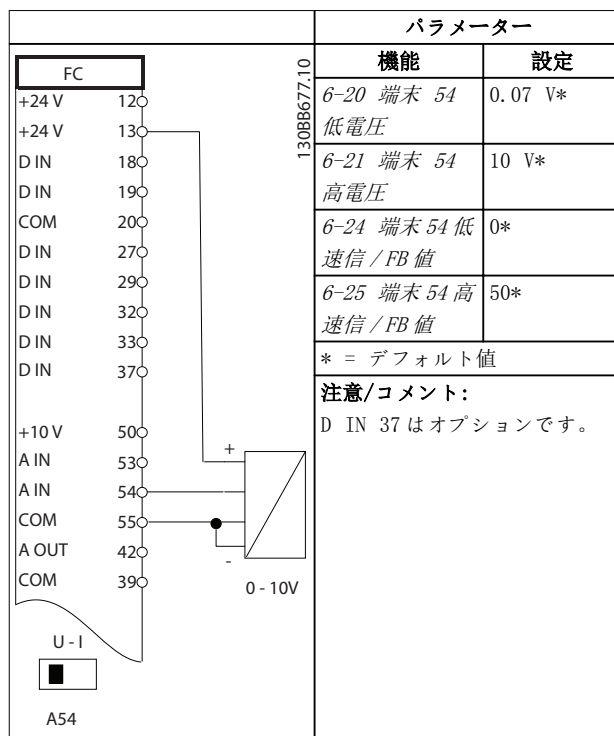 パラメーター
機能 設定
6-20 端末 54 低電圧 0.07 V*
6-21 端末 54 高電圧 10 V*
6-24 端末 54 低速信 / FB 値 0*
6-25 端末 54 高速信 / FB 値 50*
* = デフォルト値
注意/コメント:
D IN 37 はオプションです。
130BB677.10
FC
+24 V 12
+24 V 13
D IN 18
D IN 19
COM 20
D IN 27
D IN 29
D IN 32
D IN 33
D IN 37
+10 V 50
A IN 53
A IN 54
COM 55
A OUT 42
COM 39
+
-
0 - 10V
U - I
A54